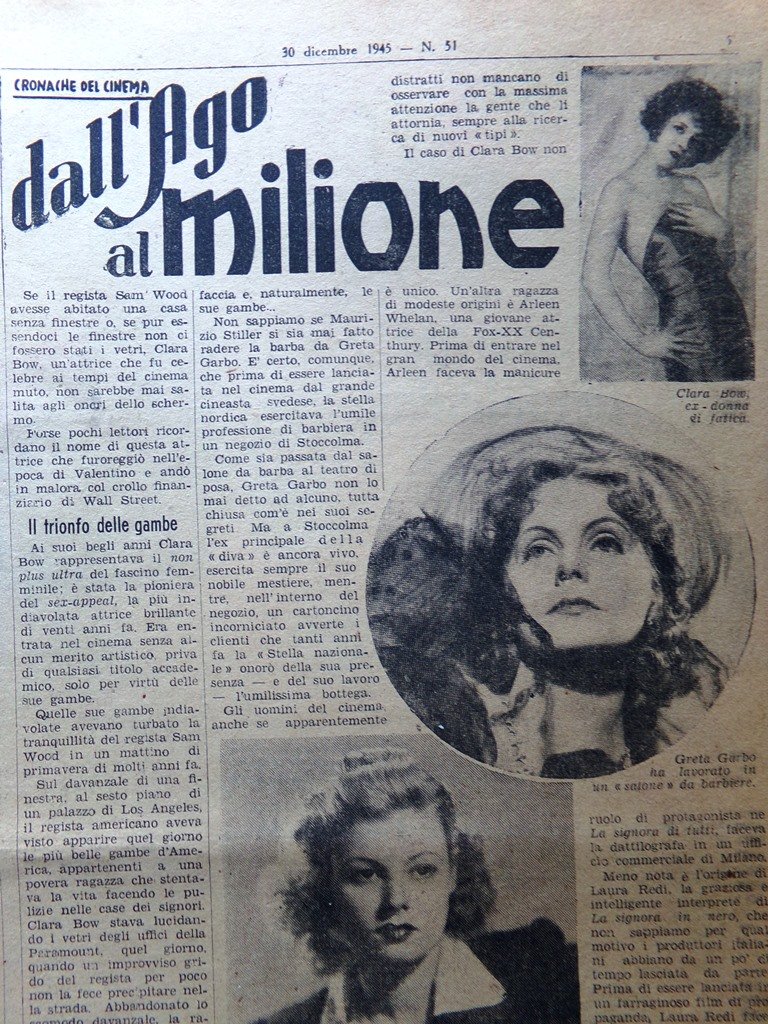 30 dicembre 1945 — N. 51
5
CRONACHE DEL CINEMA
dall'Ago
al milione
Se il regista Sam Wood
avesse abitato una casa
senza finestre o, se pur es-
sendoci le finestre non ci
fossero stati i vetri, Clara
Bow, un'attrice che fu ce-
lebre ai tempi del cinema
muto, non sarebbe mai sa-
lita agli onori dello scher-
mo.
Forse pochi lettori ricor-
dano il nome di questa at-
trice che furoreggiò nell'e-
poca di Valentino e andò
in malora col crollo finan-
ziario di Wall Street.
Il trionfo delle gambe
Ai suoi begli anni Clara
Bow rappresentava il non
plus ultra del fascino fem-
minile; è stata la pioniera
del sex-appeal, la più in-
diavolata attrice brillante
di venti anni fa. Era en-
trata nel cinema senza al-
cun merito artistico, priva
di qualsiasi titolo accade-
mico, solo per virtù delle
sue gambe.
Quelle sue gambe india-
volate avevano turbato la
tranquillità del regista Sam
Wood in un mattino di
primavera di molti anni fa.
Sul davanzale di una fi-
nestra, al sesto piano di
un palazzo di Los Angeles,
il regista americano aveva
visto apparire quel giorno
le più belle gambe d'Ame-
rica, appartenenti a una
povera ragazza che stenta-
va la vita facendo le pu-
lizie nelle case dei signori.
Clara Bow stava lucidan-
do i vetri degli uffici della
Paramount, quel giorno,
quando un improvviso gri-
do del regista per poco
non la fece precipitare nel-
la strada. Abbandonato lo
scomodo davanzale, la ra-
faccia e, naturalmente, le
sue gambe...
Non sappiamo se Mauri-
zio Stiller si sia mai fatto
radere la barba da Greta
Garbo. E' certo, comunque,
che prima di essere lancia-
ta nel cinema dal grande
cineasta svedese, la stella
nordica esercitava l'umile
professione di barbiera in
un negozio di Stoccolma.
Come sia passata dal sa-
lone da barba al teatro di
posa, Greta Garbo non lo
mai detto ad alcuno, tutta
chiusa com'è nei suoi se-
greti. Ma a Stoccolma
l'ex principale della
« diva » è ancora vivo,
esercita sempre il suo
nobile mestiere, men-
tre, nell'interno del
negozio, un cartoncino
incorniciato avverte i
clienti che tanti anni
fa la « Stella naziona-
le » onorò della sua pre-
senza — e del suo lavoro
— l'umilissima bottega.
Gli uomini del cinema,
anche se apparentemente
distratti non mancano di
osservare con la massima
attenzione la gente che li
attornia, sempre alla ricer-
ca di nuovi « tipi ».
Il caso di Clara Bow non
è unico. Un'altra ragazza
di modeste origini è Arleen
Whelan, una giovane at-
trice della Fox-XX Cen-
thury. Prima di entrare nel
gran mondo del cinema,
Arleen faceva la manicure
Clara Bow,
ex-donna
di fatica.
Greta Garbo
ha lavorato in
un « salone » da barbiere.
ruolo di protagonista ne
La signora di tutti, faceva
la dattilografa in un uffi-
cio commerciale di Milano.
Meno nota è l'origine di
Laura Redi, la graziosa e
intelligente interprete di
La signora in nero, che
non sappiamo per qual
motivo i produttori italia-
ni abbiano da un po' di
tempo lasciata da parte.
Prima di essere lanciata in
un farraginoso film di pro
paganda, Laura Redi face